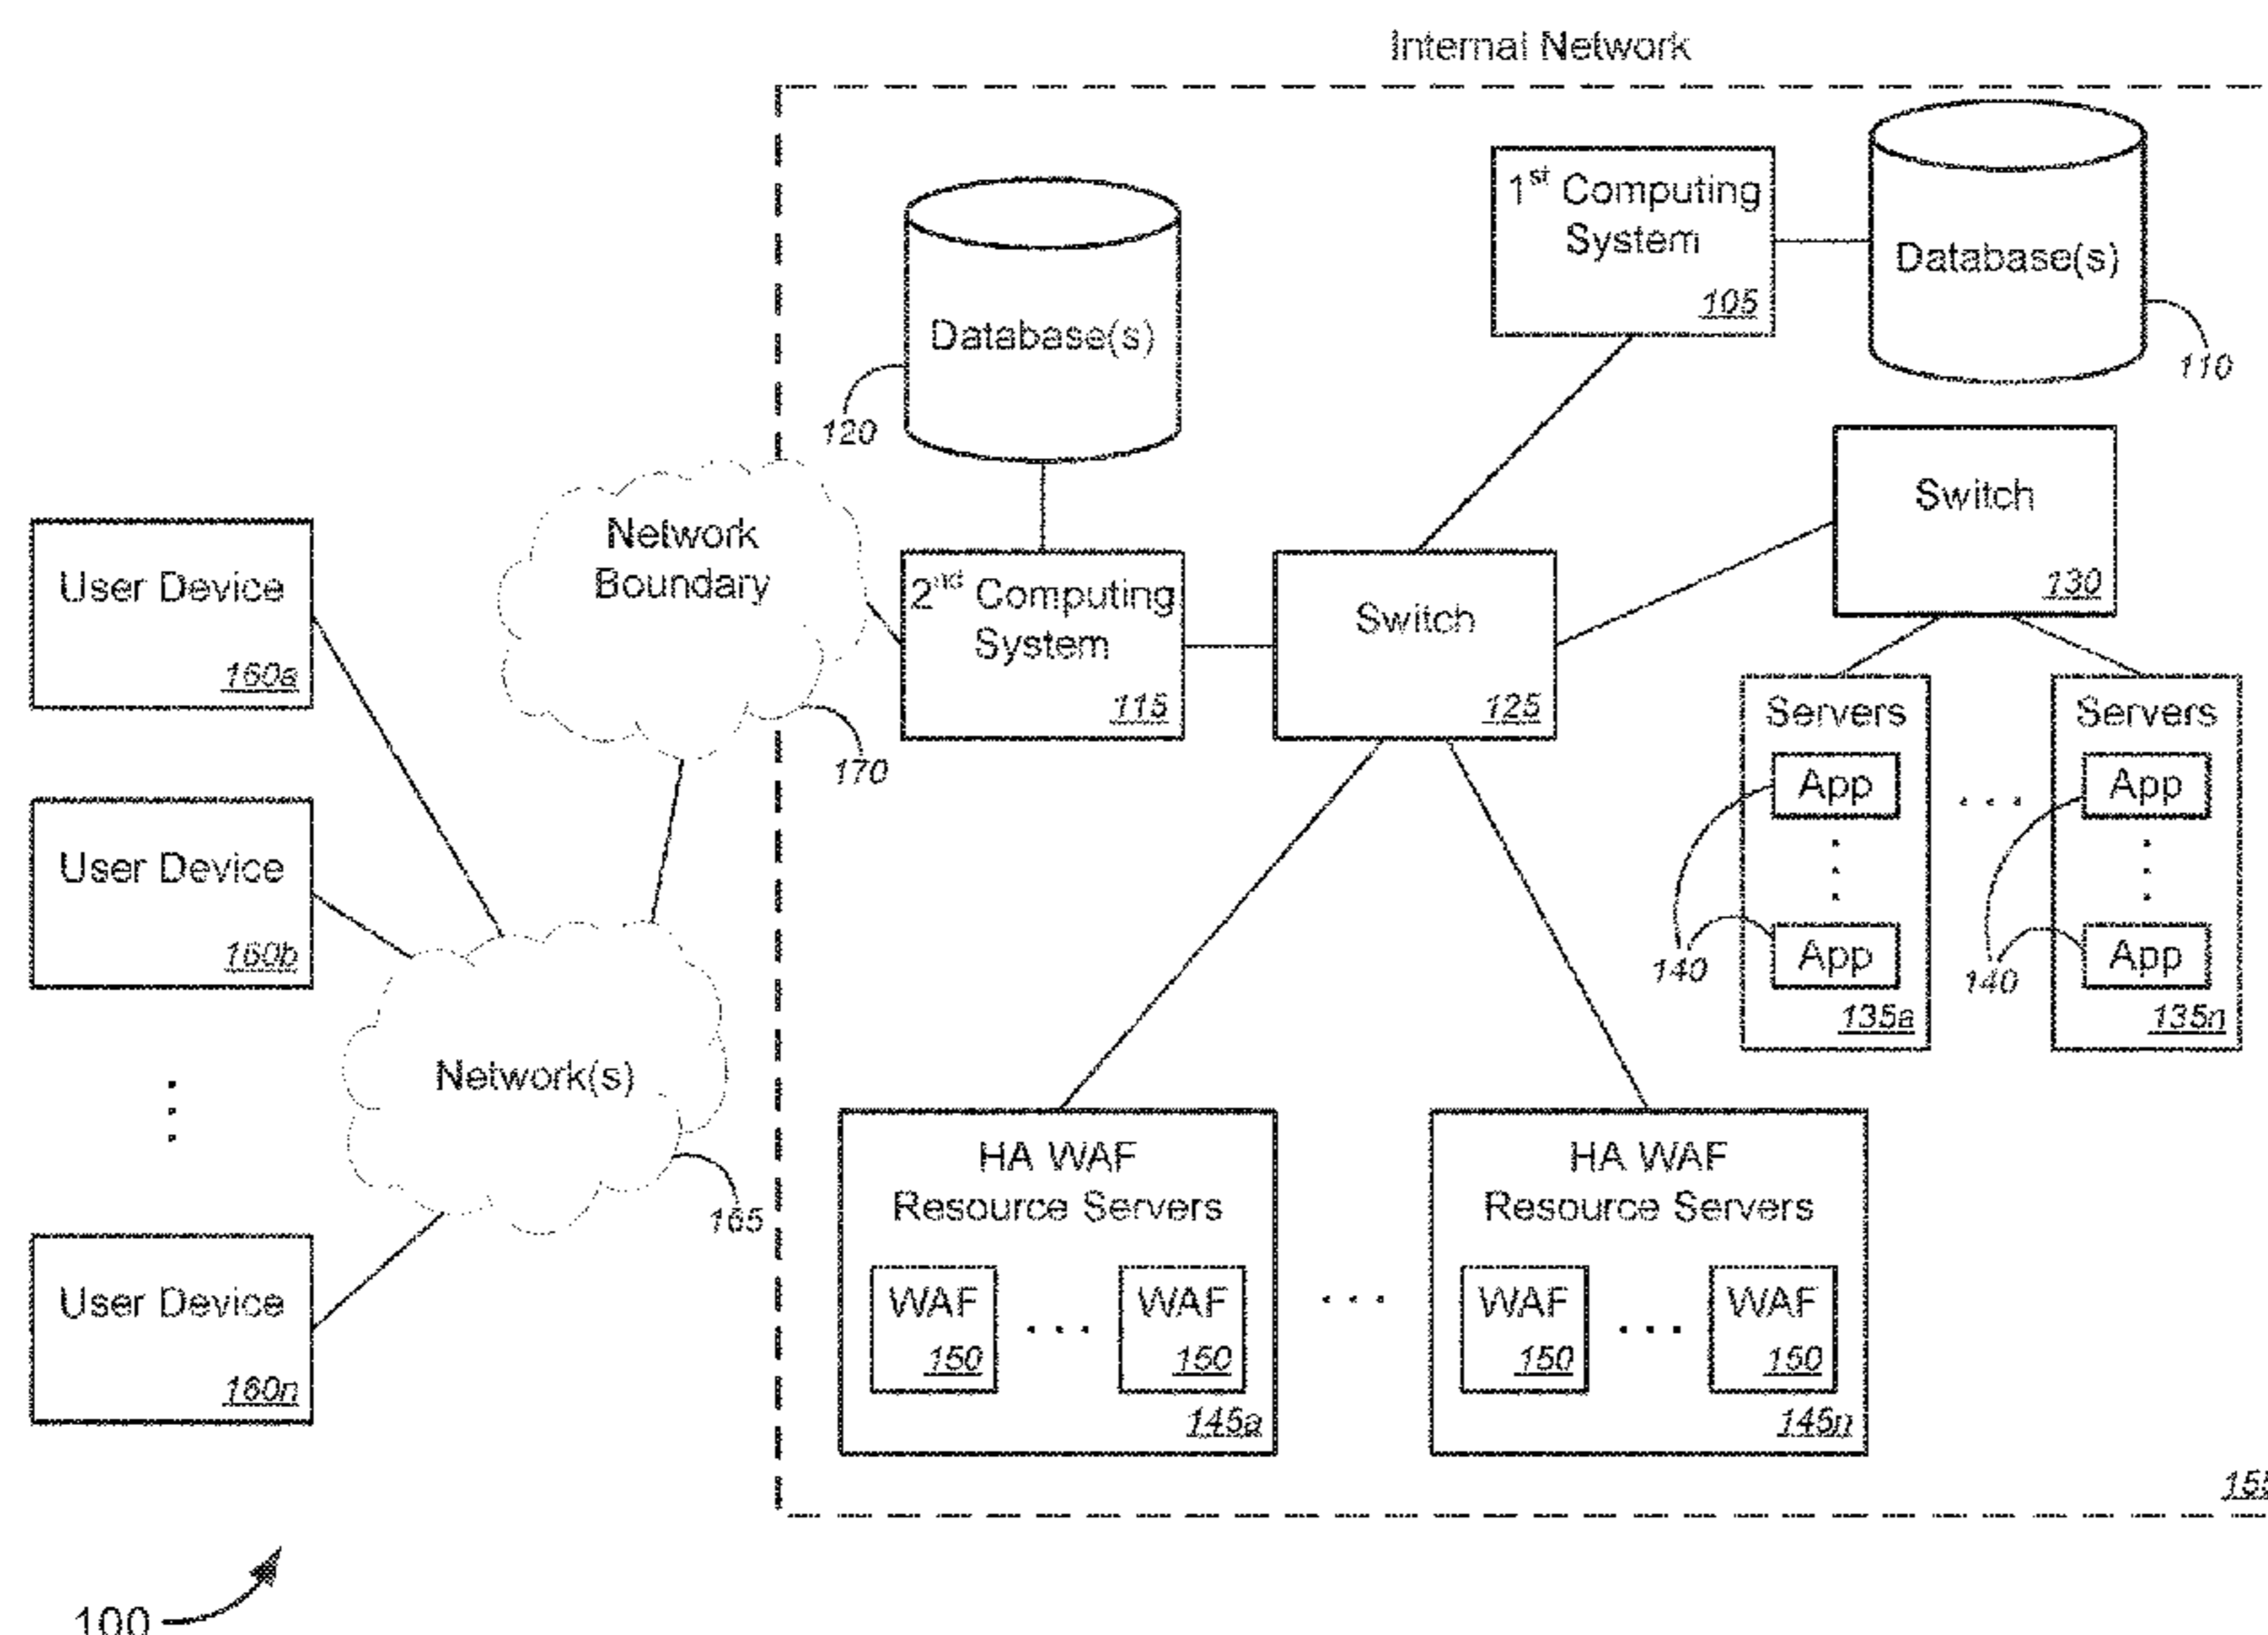 Internal Network
1st Computing
System
105
Database(s)
110
Database(s)
120
Switch
130
Network
Boundary
170
2nd Computing
System
115
Switch
125
User Device
160a
User Device
160b
User Device
160n
Network(s)
165
Servers
App
App
140
135a
. . .
Servers
App
App
140
135n
HA WAF
Resource Servers
WAF
150
. . .
WAF
150
145a
. . .
HA WAF
Resource Servers
WAF
150
. . .
WAF
150
145n
155
100